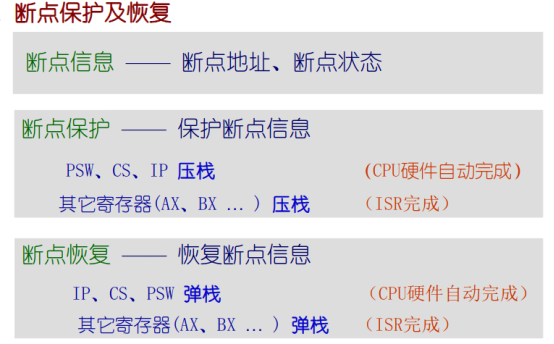 断点保护及恢复
断点信息 —— 断点地址、断点状态
断点保护 —— 保护断点信息
PSW、CS、IP 压栈 (CPU硬件自动完成)
其它寄存器(AX、BX ... ) 压栈 (ISR完成)
断点恢复 —— 恢复断点信息
IP、CS、PSW 弹栈 (CPU硬件自动完成)
其它寄存器(AX、BX ... ) 弹栈 (ISR完成)